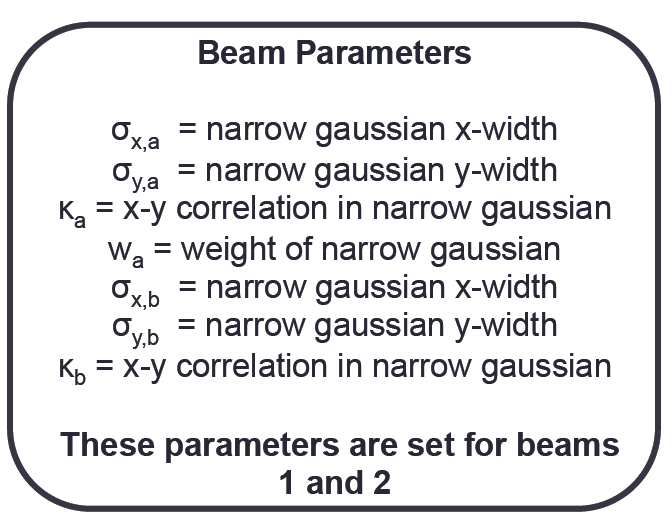 Beam Parameters
σx,a = narrow gaussian x-width
σy,a = narrow gaussian y-width
κa = x-y correlation in narrow gaussian
wa = weight of narrow gaussian
σx,b = narrow gaussian x-width
σy,b = narrow gaussian y-width
κb = x-y correlation in narrow gaussian
These parameters are set for beams
1 and 2